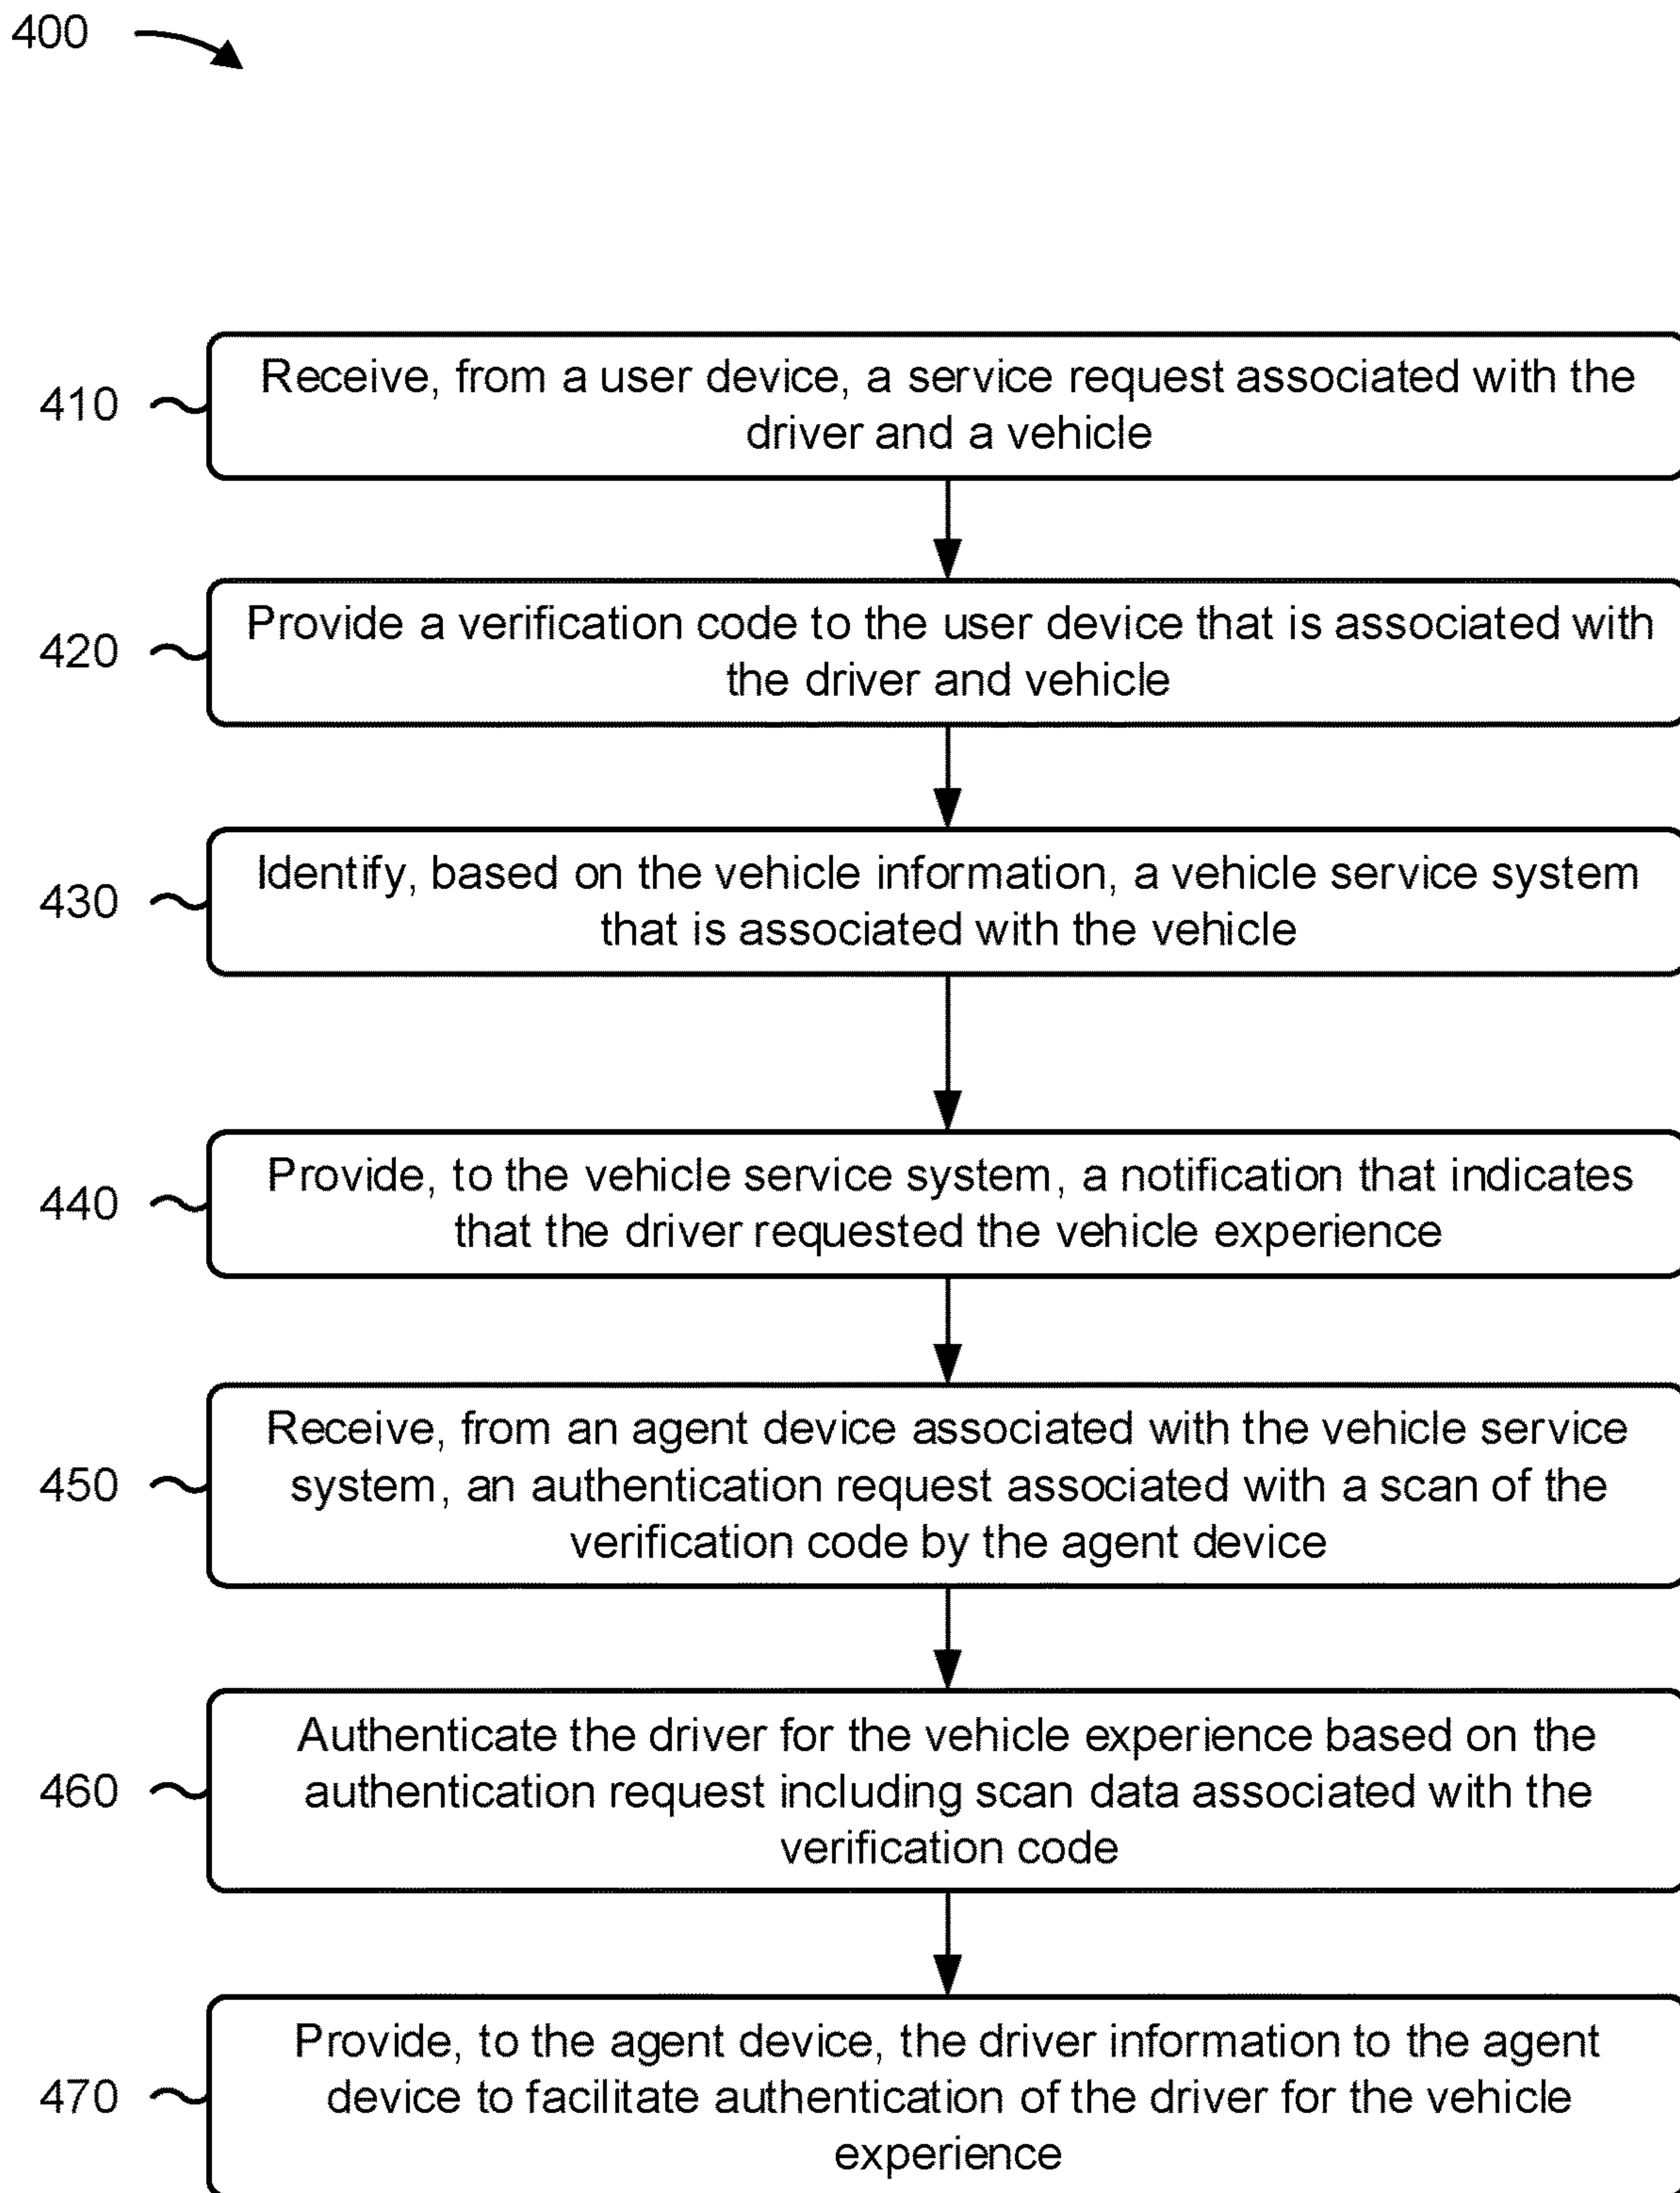 400
410
Receive, from a user device, a service request associated with the
driver and a vehicle
420
Provide a verification code to the user device that is associated with
the driver and vehicle
430
Identify, based on the vehicle information, a vehicle service system
that is associated with the vehicle
440
Provide, to the vehicle service system, a notification that indicates
that the driver requested the vehicle experience
450
Receive, from an agent device associated with the vehicle service
system, an authentication request associated with a scan of the
verification code by the agent device
460
Authenticate the driver for the vehicle experience based on the
authentication request including scan data associated with the
verification code
470
Provide, to the agent device, the driver information to the agent
device to facilitate authentication of the driver for the vehicle
experience